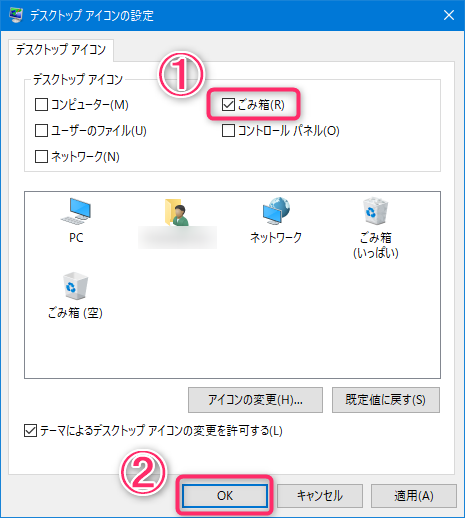 デスクトップ アイコンの設定
デスクトップ アイコン
デスクトップ アイコン
①
コンピューター(M)
ごみ箱(R)
ユーザーのファイル(U)
コントロール パネル(O)
ネットワーク(N)
PC
ネットワーク
ごみ箱
(いっぱい)
ごみ箱 (空)
アイコンの変更(H)...
既定値に戻す(S)
テーマによるデスクトップ アイコンの変更を許可する(L)
②
OK
キャンセル
適用(A)